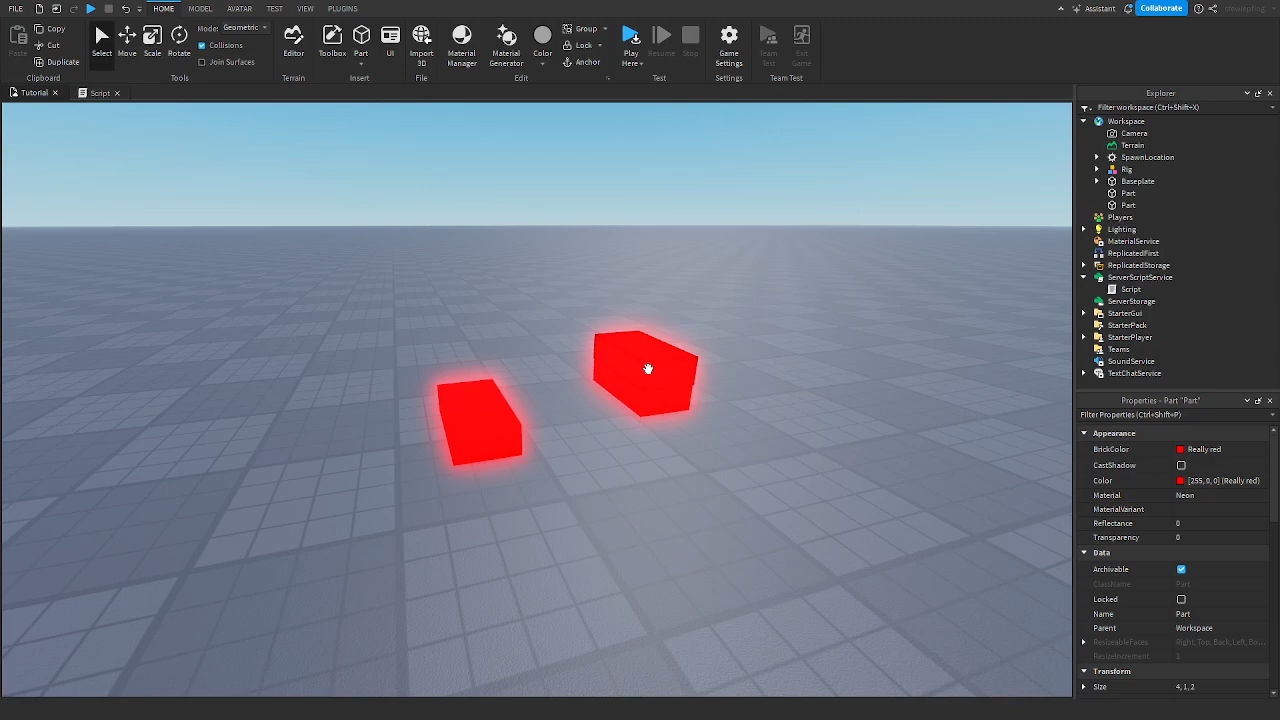 FILE HOME MODEL AVATAR TEST VIEW PLUGINS Assistant Collaborate
Paste Copy Cut Duplicate Select Move Scale Rotate Mode: Geometric Collisions Join Surfaces Editor Toolbox Part UI Import 3D Material Manager Material Generator Color Group Lock Anchor Play Here Resume Stop Game Settings Team Test Exit Game
Clipboard Tools Terrain Insert File Edit Test Settings Team Test
Tutorial Script
Explorer
Filter workspace (Ctrl+Shift+X)
Workspace
Camera
Terrain
SpawnLocation
Rig
Baseplate
Part
Part
Players
Lighting
MaterialService
ReplicatedFirst
ReplicatedStorage
ServerScriptService
Script
ServerStorage
StarterGui
StarterPack
StarterPlayer
Teams
SoundService
TextChatService
Properties - Part "Part"
Filter Properties (Ctrl+Shift+P)
Appearance
BrickColor Really red
CastShadow
Color [255, 0, 0] (Really red)
Material Neon
MaterialVariant
Reflectance 0
Transparency 0
Data
Archivable
ClassName Part
Locked
Name Part
Parent Workspace
ResizeableFaces Right, Top, Back, Left, Bo...
ResizeIncrement 1
Transform
Size 4, 1, 2